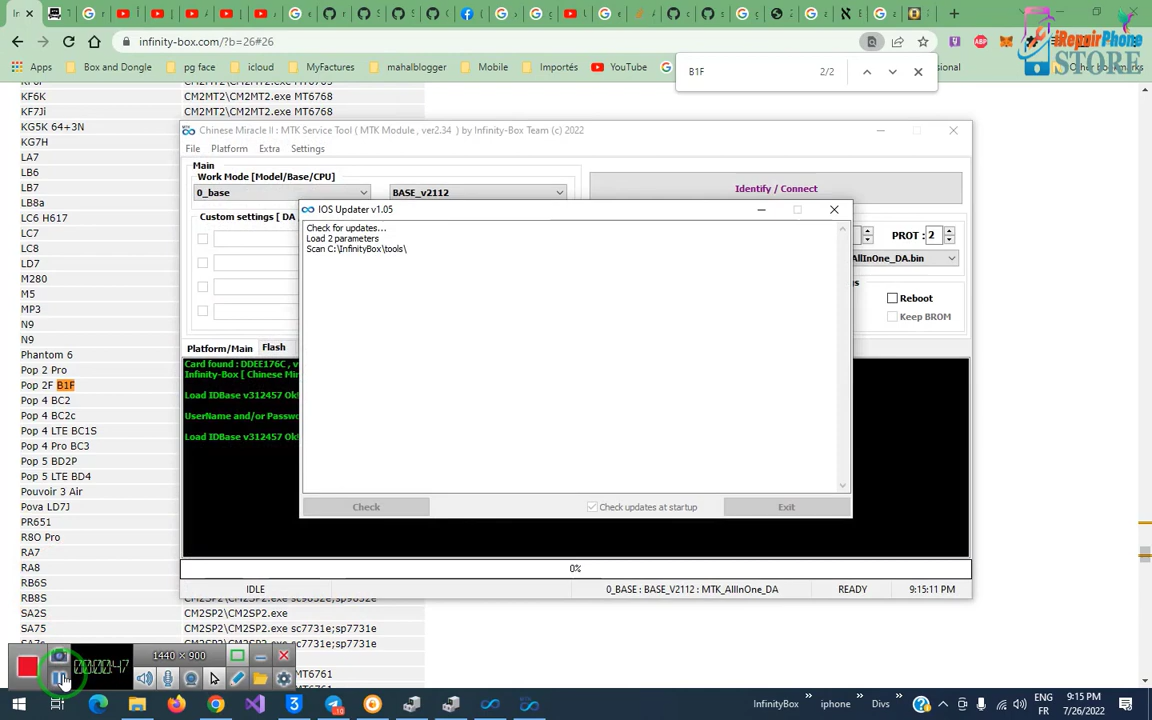 infinity-box.com/?b=26#26
B1F
2/2
iRepairPhone
STORE
Apps
Box and Dongle
pg face
icloud
MyFactures
mahalblogger
Mobile
Importés
YouTube
KF6K CM2MT2\CM2MT2.exe MT6768
KF7Ji CM2MT2\CM2MT2.exe MT6768
KG5K 64+3N
KG7H
LA7
LB6
LB7
LB8a
LC6 H617
LC7
LC8
LD7
M280
M5
MP3
N9
N9
Phantom 6
Pop 2 Pro
Pop 2F B1F
Pop 4 BC2
Pop 4 BC2c
Pop 4 LTE BC1S
Pop 4 Pro BC3
Pop 5 BD2P
Pop 5 LTE BD4
Pouvoir 3 Air
Pova LD7J
PR651
R8O Pro
RA7
RA8
RB6S
RB8S
SA2S CM2SP2\CM2SP2.exe
SA75 CM2SP2\CM2SP2.exe sc7731e;sp7731e
Chinese Miracle II : MTK Service Tool ( MTK Module , ver2.34 ) by Infinity-Box Team (c) 2022
File Platform Extra Settings
Main
Work Mode [Model/Base/CPU]
0_base
BASE_v2112
Identify / Connect
Custom settings [ DA
PROT : 2
AllInOne_DA.bin
Reboot
Keep BROM
Platform/Main Flash
Card found : DDEE176C , v
Infinity-Box [ Chinese Mir
Load IDBase v312457 Ok!
UserName and/or Passwo
Load IDBase v312457 Ok!
IOS Updater v1.05
Check for updates...
Load 2 parameters
Scan C:\InfinityBox\tools\
Check
Check updates at startup
Exit
0%
IDLE
0_BASE : BASE_V2112 : MTK_AllInOne_DA
READY
9:15:11 PM
1440 × 900
MT6761
InfinityBox
iphone
Divs
ENG
FR
9:15 PM
7/26/2022